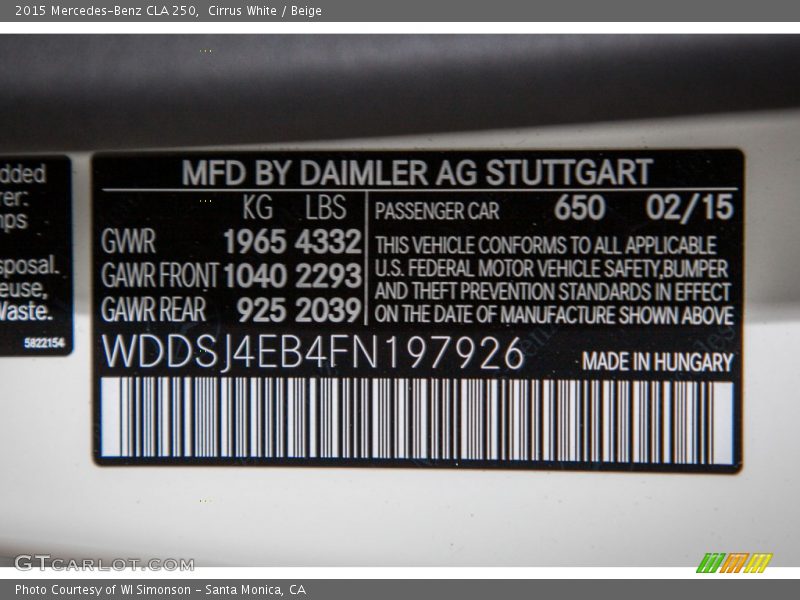 2015 Mercedes-Benz CLA 250,  Cirrus White / Beige
MFD BY DAIMLER AG STUTTGART
KG LBS
GVWR 1965 4332
GAWR FRONT 1040 2293
GAWR REAR 925 2039
PASSENGER CAR 650 02/15
THIS VEHICLE CONFORMS TO ALL APPLICABLE
U.S. FEDERAL MOTOR VEHICLE SAFETY,BUMPER
AND THEFT PREVENTION STANDARDS IN EFFECT
ON THE DATE OF MANUFACTURE SHOWN ABOVE
WDDSJ4EB4FN197926
MADE IN HUNGARY
dded
rer:
mps
sposal.
euse,
Waste.
5822154
GTCARLOT.COM
Photo Courtesy of WI Simonson - Santa Monica, CA